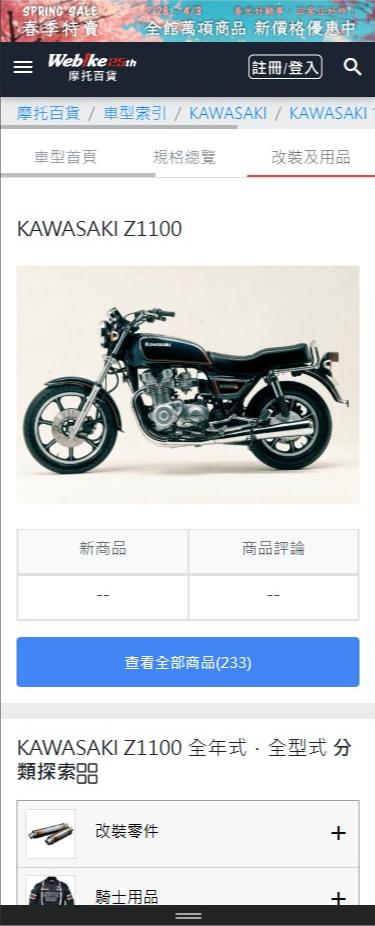 SPRING SALE
2/28 - 4/3
春季特賣
全館萬項商品 新價格優惠中
Webike 25th
摩托百貨
註冊/登入
摩托百貨 / 車型索引 / KAWASAKI / KAWASAKI
車型首頁
規格總覽
改裝及用品
KAWASAKI Z1100
Kawasaki
新商品
商品評論
--
--
查看全部商品(233)
KAWASAKI Z1100 全年式．全型式 分
類探索
改裝零件
+
騎士用品
+